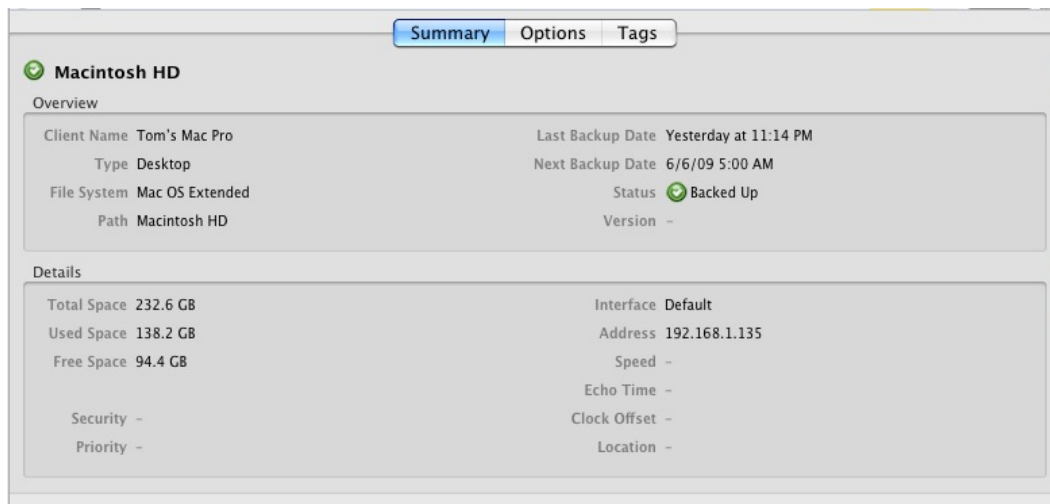 Summary Options Tags
Macintosh HD
Overview
Client Name Tom's Mac Pro
Type Desktop
File System Mac OS Extended
Path Macintosh HD
Last Backup Date Yesterday at 11:14 PM
Next Backup Date 6/6/09 5:00 AM
Status Backed Up
Version -
Details
Total Space 232.6 GB
Used Space 138.2 GB
Free Space 94.4 GB
Security -
Priority -
Interface Default
Address 192.168.1.135
Speed -
Echo Time -
Clock Offset -
Location -